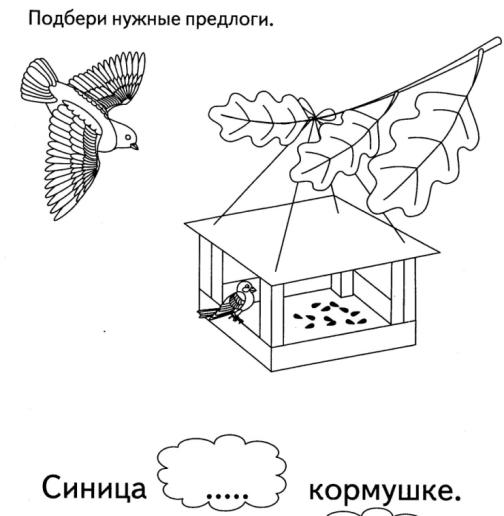 Подбери нужные предлоги.
Синица ..... кормушке.